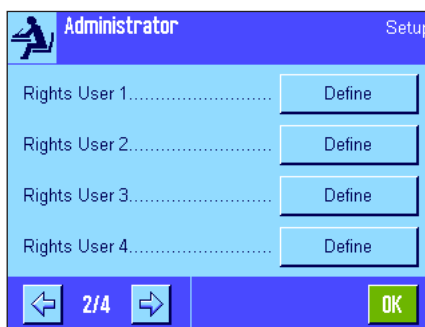 Administrator Setup
Rights User 1.......................... Define
Rights User 2.......................... Define
Rights User 3.......................... Define
Rights User 4.......................... Define
2/4 OK